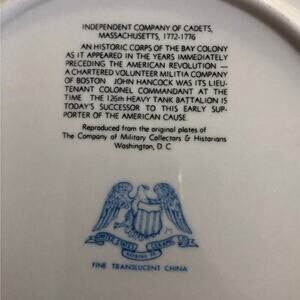 INDEPENDENT COMPANY OF CADETS,
MASSACHUSETTS, 1772-1776
AN HISTORIC CORPS OF THE BAY COLONY
AS IT APPEARED IN THE YEARS IMMEDIATELY
PRECEDING THE AMERICAN REVOLUTION —
A CHARTERED VOLUNTEER MILITIA COMPANY
OF BOSTON JOHN HANCOCK WAS ITS LIEU-
TENANT COLONEL COMMANDANT AT THE
TIME THE 126th HEAVY TANK BATTALION IS
TODAY'S SUCCESSOR TO THIS EARLY SUP-
PORTER OF THE AMERICAN CAUSE
Reproduced from the original plates of
The Company of Military Collectors & Historians
Washington, D. C.
UNITED STATES CERAMIC
FINE TRANSLUCENT CHINA